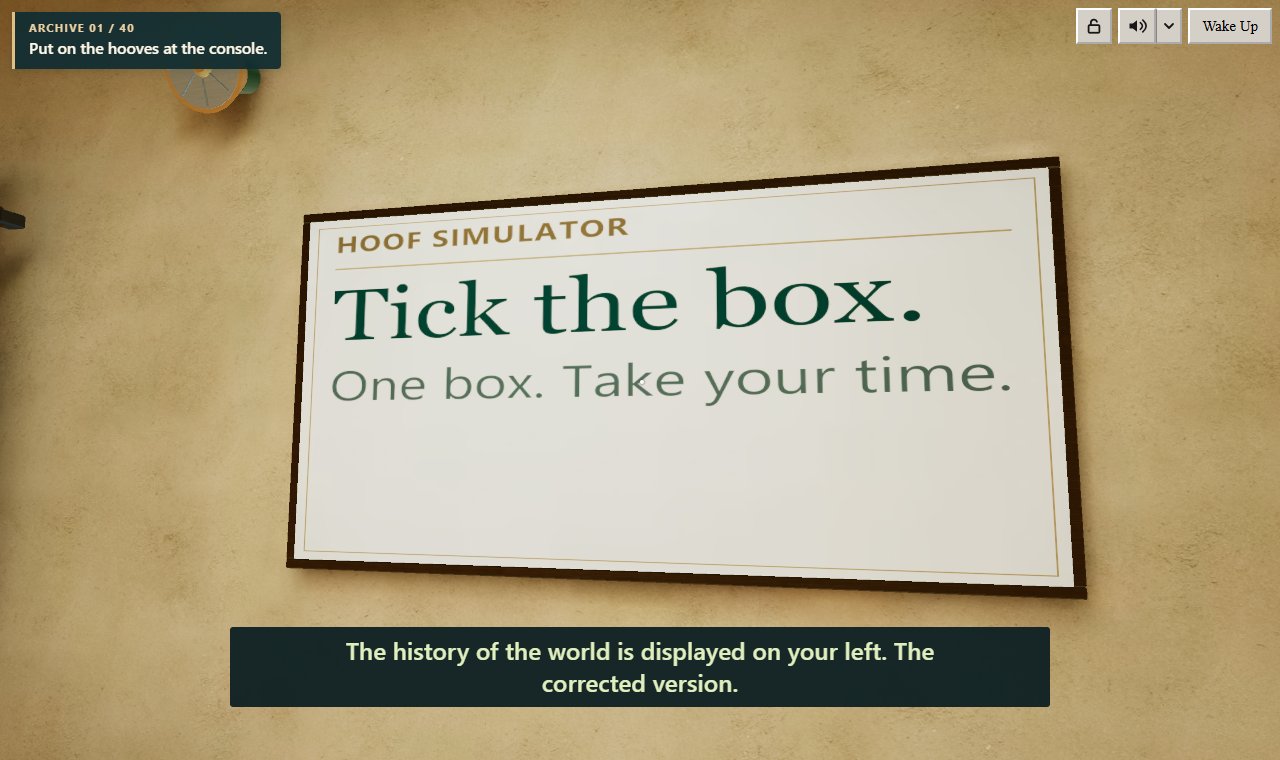 ARCHIVE 01 / 40
Put on the hooves at the console.
Wake Up
HOOF SIMULATOR
Tick the box.
One box. Take your time.
The history of the world is displayed on your left. The
corrected version.